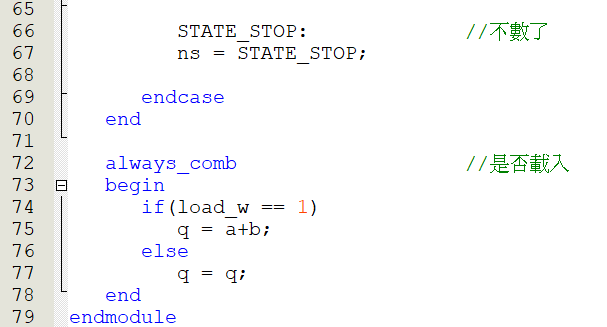 65
66 STATE_STOP: //不數了
67 ns = STATE_STOP;
68
69 endcase
70 end
71
72 always_comb //是否載入
73 begin
74 if(load_w == 1)
75 q = a+b;
76 else
77 q = q;
78 end
79 endmodule